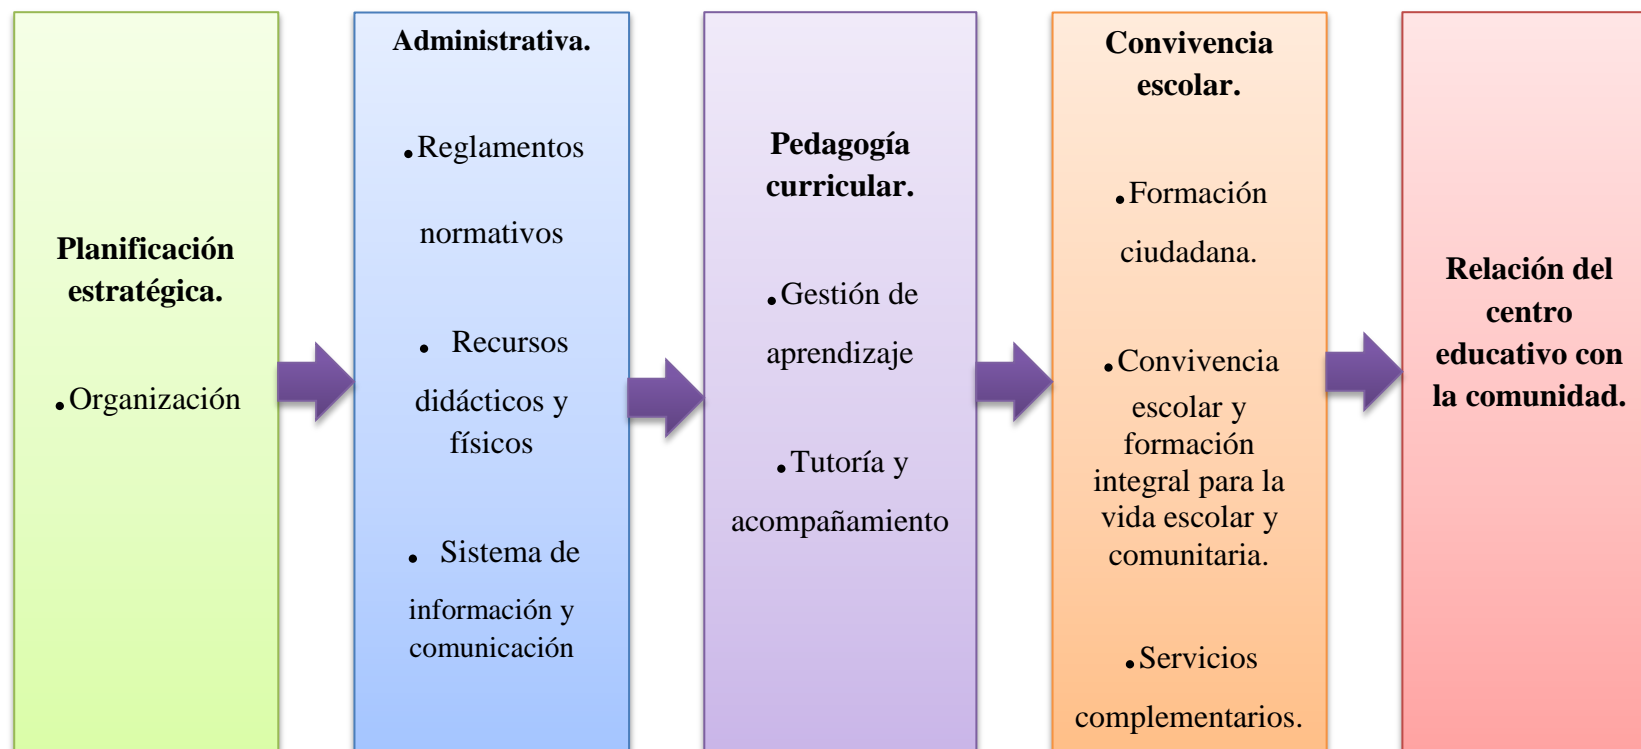 Planificación
estratégica.
.Organización
Administrativa.
.Reglamentos
normativos
. Recursos
didácticos y
físicos
. Sistema de
información y
comunicación
Pedagogía
curricular.
.Gestión de
aprendizaje
.Tutoría y
acompañamiento
Convivencia
escolar.
.Formación
ciudadana.
.Convivencia
escolar y
formación
integral para la
vida escolar y
comunitaria.
.Servicios
complementarios.
Relación del
centro
educativo con
la comunidad.